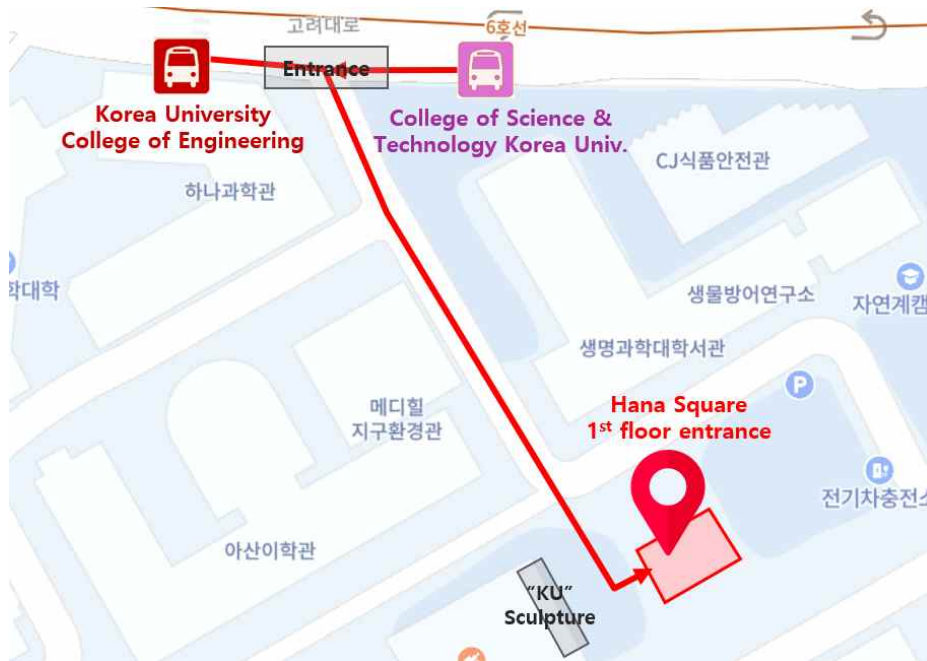 고려대로
6호선
Entrance
Korea University
College of Engineering
College of Science &
Technology Korea Univ.
CJ식품안전관
하나과학관
학대학
생물방어연구소
자연계캠
생명과학대학서관
P
메디힐
지구환경관
Hana Square
1st floor entrance
전기차충전소
아산이학관
“KU”
Sculpture